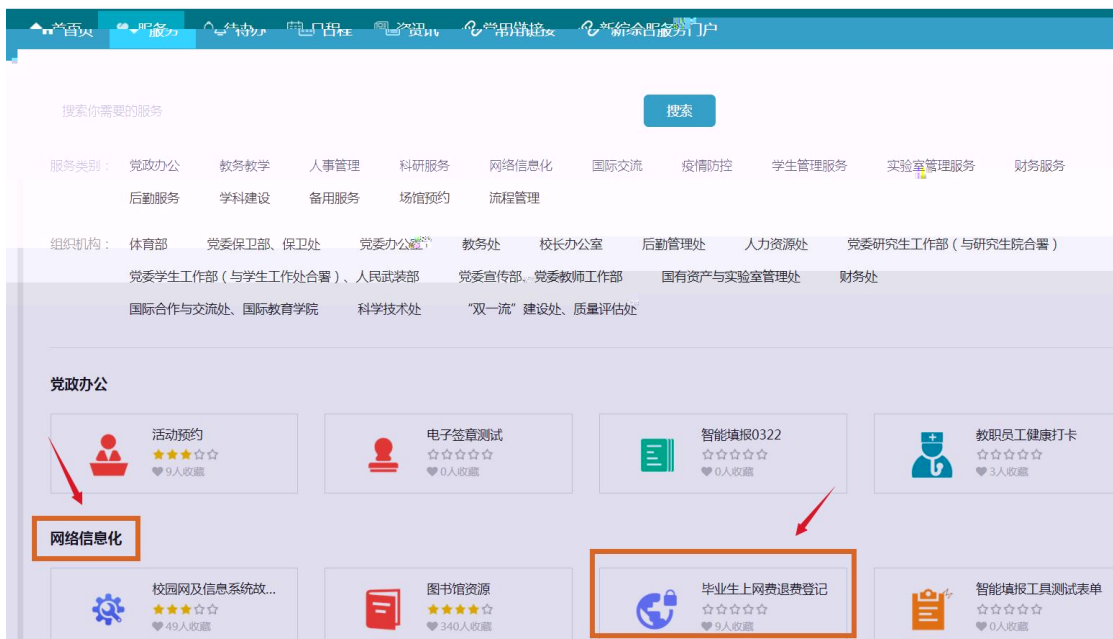 首页 服务 待办 日程 资讯 常用链接 新综合服务门户
搜索你需要的服务 搜索
服务类别： 党政办公 教务教学 人事管理 科研服务 网络信息化 国际交流 疫情防控 学生管理服务 实验室管理服务 财务服务
后勤服务 学科建设 备用服务 场馆预约 流程管理
组织机构： 体育部 党委保卫部、保卫处 党委办公室 教务处 校长办公室 后勤管理处 人力资源处 党委研究生工作部（与研究生院合署）
党委学生工作部（与学生工作处合署）、人民武装部 党委宣传部、党委教师工作部 国有资产与实验室管理处 财务处
国际合作与交流处、国际教育学院 科学技术处 “双一流”建设处、质量评估处
党政办公
活动预约 电子签章测试 智能填报0322 教职员工健康打卡
9人收藏 0人收藏 0人收藏 3人收藏
网络信息化
校园网及信息系统故... 图书馆资源 毕业生上网费退费登记 智能填报工具测试表单
49人收藏 340人收藏 9人收藏 0人收藏